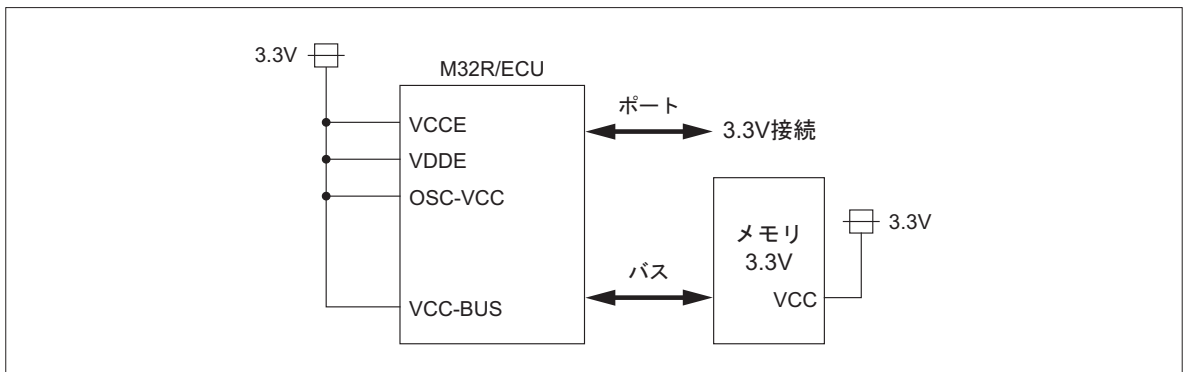 3.3V
M32R/ECU
VCCE
VDDE
OSC-VCC
VCC-BUS
ポート
3.3V接続
バス
メモリ
3.3V
VCC
3.3V